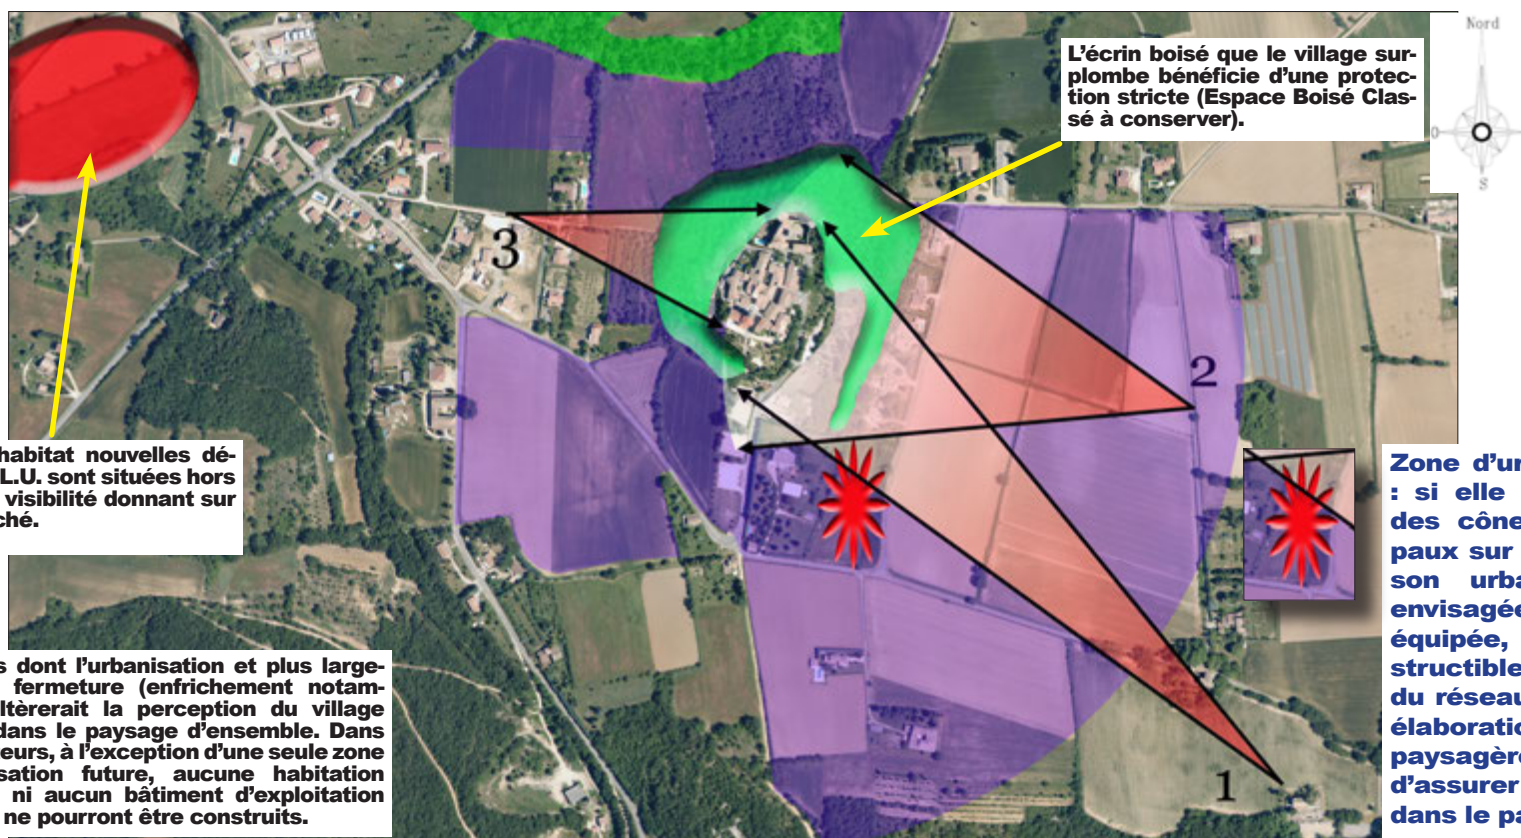 Nord
O
S
L'écrin boisé que le village sur-
plombe bénéficie d'une protec-
tion stricte (Espace Boisé Clas-
sé à conserver).
3
2
1
habitat nouvelles dé-
L.U. sont situées hors
visibilité donnant sur
ché.
s dont l'urbanisation et plus large-
fermeture (enfrichement notam-
ltèrerait la perception du village
dans le paysage d'ensemble. Dans
eurs, à l'exception d'une seule zone
sation future, aucune habitation
ni aucun bâtiment d'exploitation
ne pourront être construits.
Zone d'ur
: si elle
des cône
paux sur
son urba
envisagée
équipée,
structible
du réseau
élaboratio
paysagère
d'assurer
dans le pa